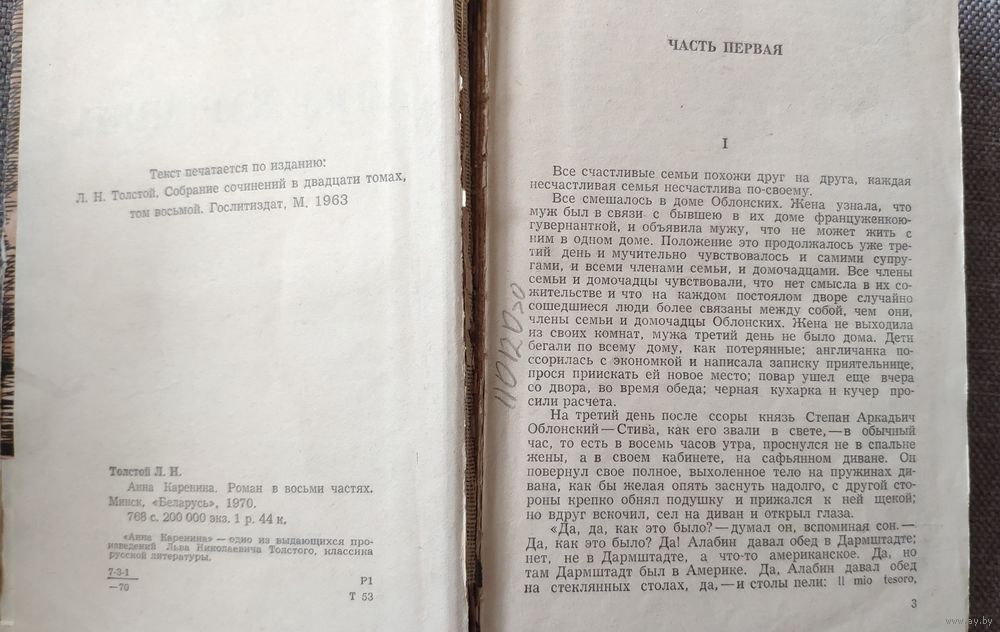 Текст печатается по изданию:
Л. Н. Толстой. Собрание сочинений в двадцати томах,
том восьмой. Гослитиздат, М. 1963
Толстой Л. Н.
Анна Каренина. Роман в восьми частях.
Минск, «Беларусь», 1970.
768 с. 200 000 экз. 1 р. 44 к.
«Анна Каренина» — одно из выдающихся про-
изведений Льва Николаевича Толстого, классика
русской литературы.
7-3-1
—70
Р1
Т 53
ЧАСТЬ ПЕРВАЯ
I
Все счастливые семьи похожи друг на друга, каждая
несчастливая семья несчастлива по-своему.
Все смешалось в доме Облонских. Жена узнала, что
муж был в связи с бывшею в их доме француженкою-
гувернанткой, и объявила мужу, что не может жить с
ним в одном доме. Положение это продолжалось уже тре-
тий день и мучительно чувствовалось и самими супру-
гами, и всеми членами семьи, и домочадцами. Все члены
семьи и домочадцы чувствовали, что нет смысла в их со-
жительстве и что на каждом постоялом дворе случайно
сошедшиеся люди более связаны между собой, чем они,
члены семьи и домочадцы Облонских. Жена не выходила
из своих комнат, мужа третий день не было дома. Дети
бегали по всему дому, как потерянные; англичанка по-
ссорилась с экономкой и написала записку приятельнице,
прося приискать ей новое место; повар ушел еще вчера
со двора, во время обеда; черная кухарка и кучер про-
сили расчета.
На третий день после ссоры князь Степан Аркадьич
Облонский — Стива, как его звали в свете, — в обычный
час, то есть в восемь часов утра, проснулся не в спальне
жены, а в своем кабинете, на сафьянном диване. Он
повернул свое полное, выхоленное тело на пружинах ди-
вана, как бы желая опять заснуть надолго, с другой сто-
роны крепко обнял подушку и прижался к ней щекой;
но вдруг вскочил, сел на диван и открыл глаза.
«Да, да, как это было? — думал он, вспоминая сон. —
Да, как это было? Да! Алабин давал обед в Дармштадте;
нет, не в Дармштадте, а что-то американское. Да, но
там Дармштадт был в Америке. Да, Алабин давал обед
на стеклянных столах, да, — и столы пели: Il mio tesoro,
3
www.ay.by